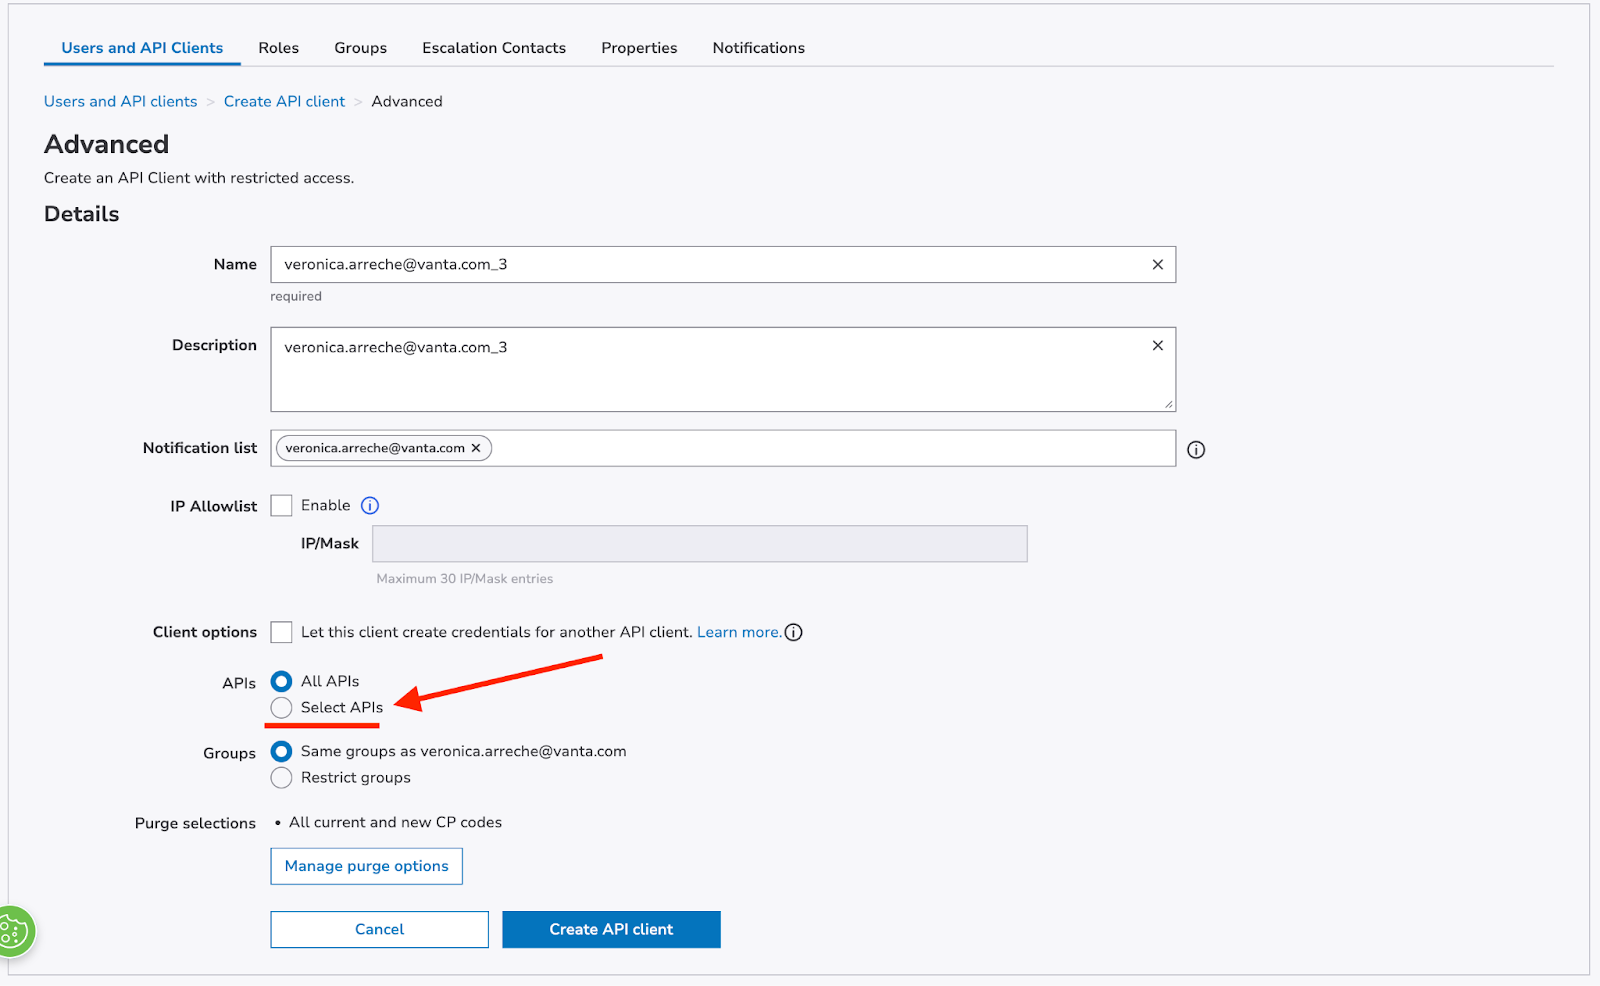 Users and API Clients Roles Groups Escalation Contacts Properties Notifications
Users and API clients > Create API client > Advanced
Advanced
Create an API Client with restricted access.
Details
Name veronica.arreche@vanta.com_3
required
Description veronica.arreche@vanta.com_3
Notification list veronica.arreche@vanta.com
IP Allowlist Enable
IP/Mask
Maximum 30 IP/Mask entries
Client options Let this client create credentials for another API client. Learn more.
APIs All APIs
Select APIs
Groups Same groups as veronica.arreche@vanta.com
Restrict groups
Purge selections • All current and new CP codes
Manage purge options
Cancel Create API client